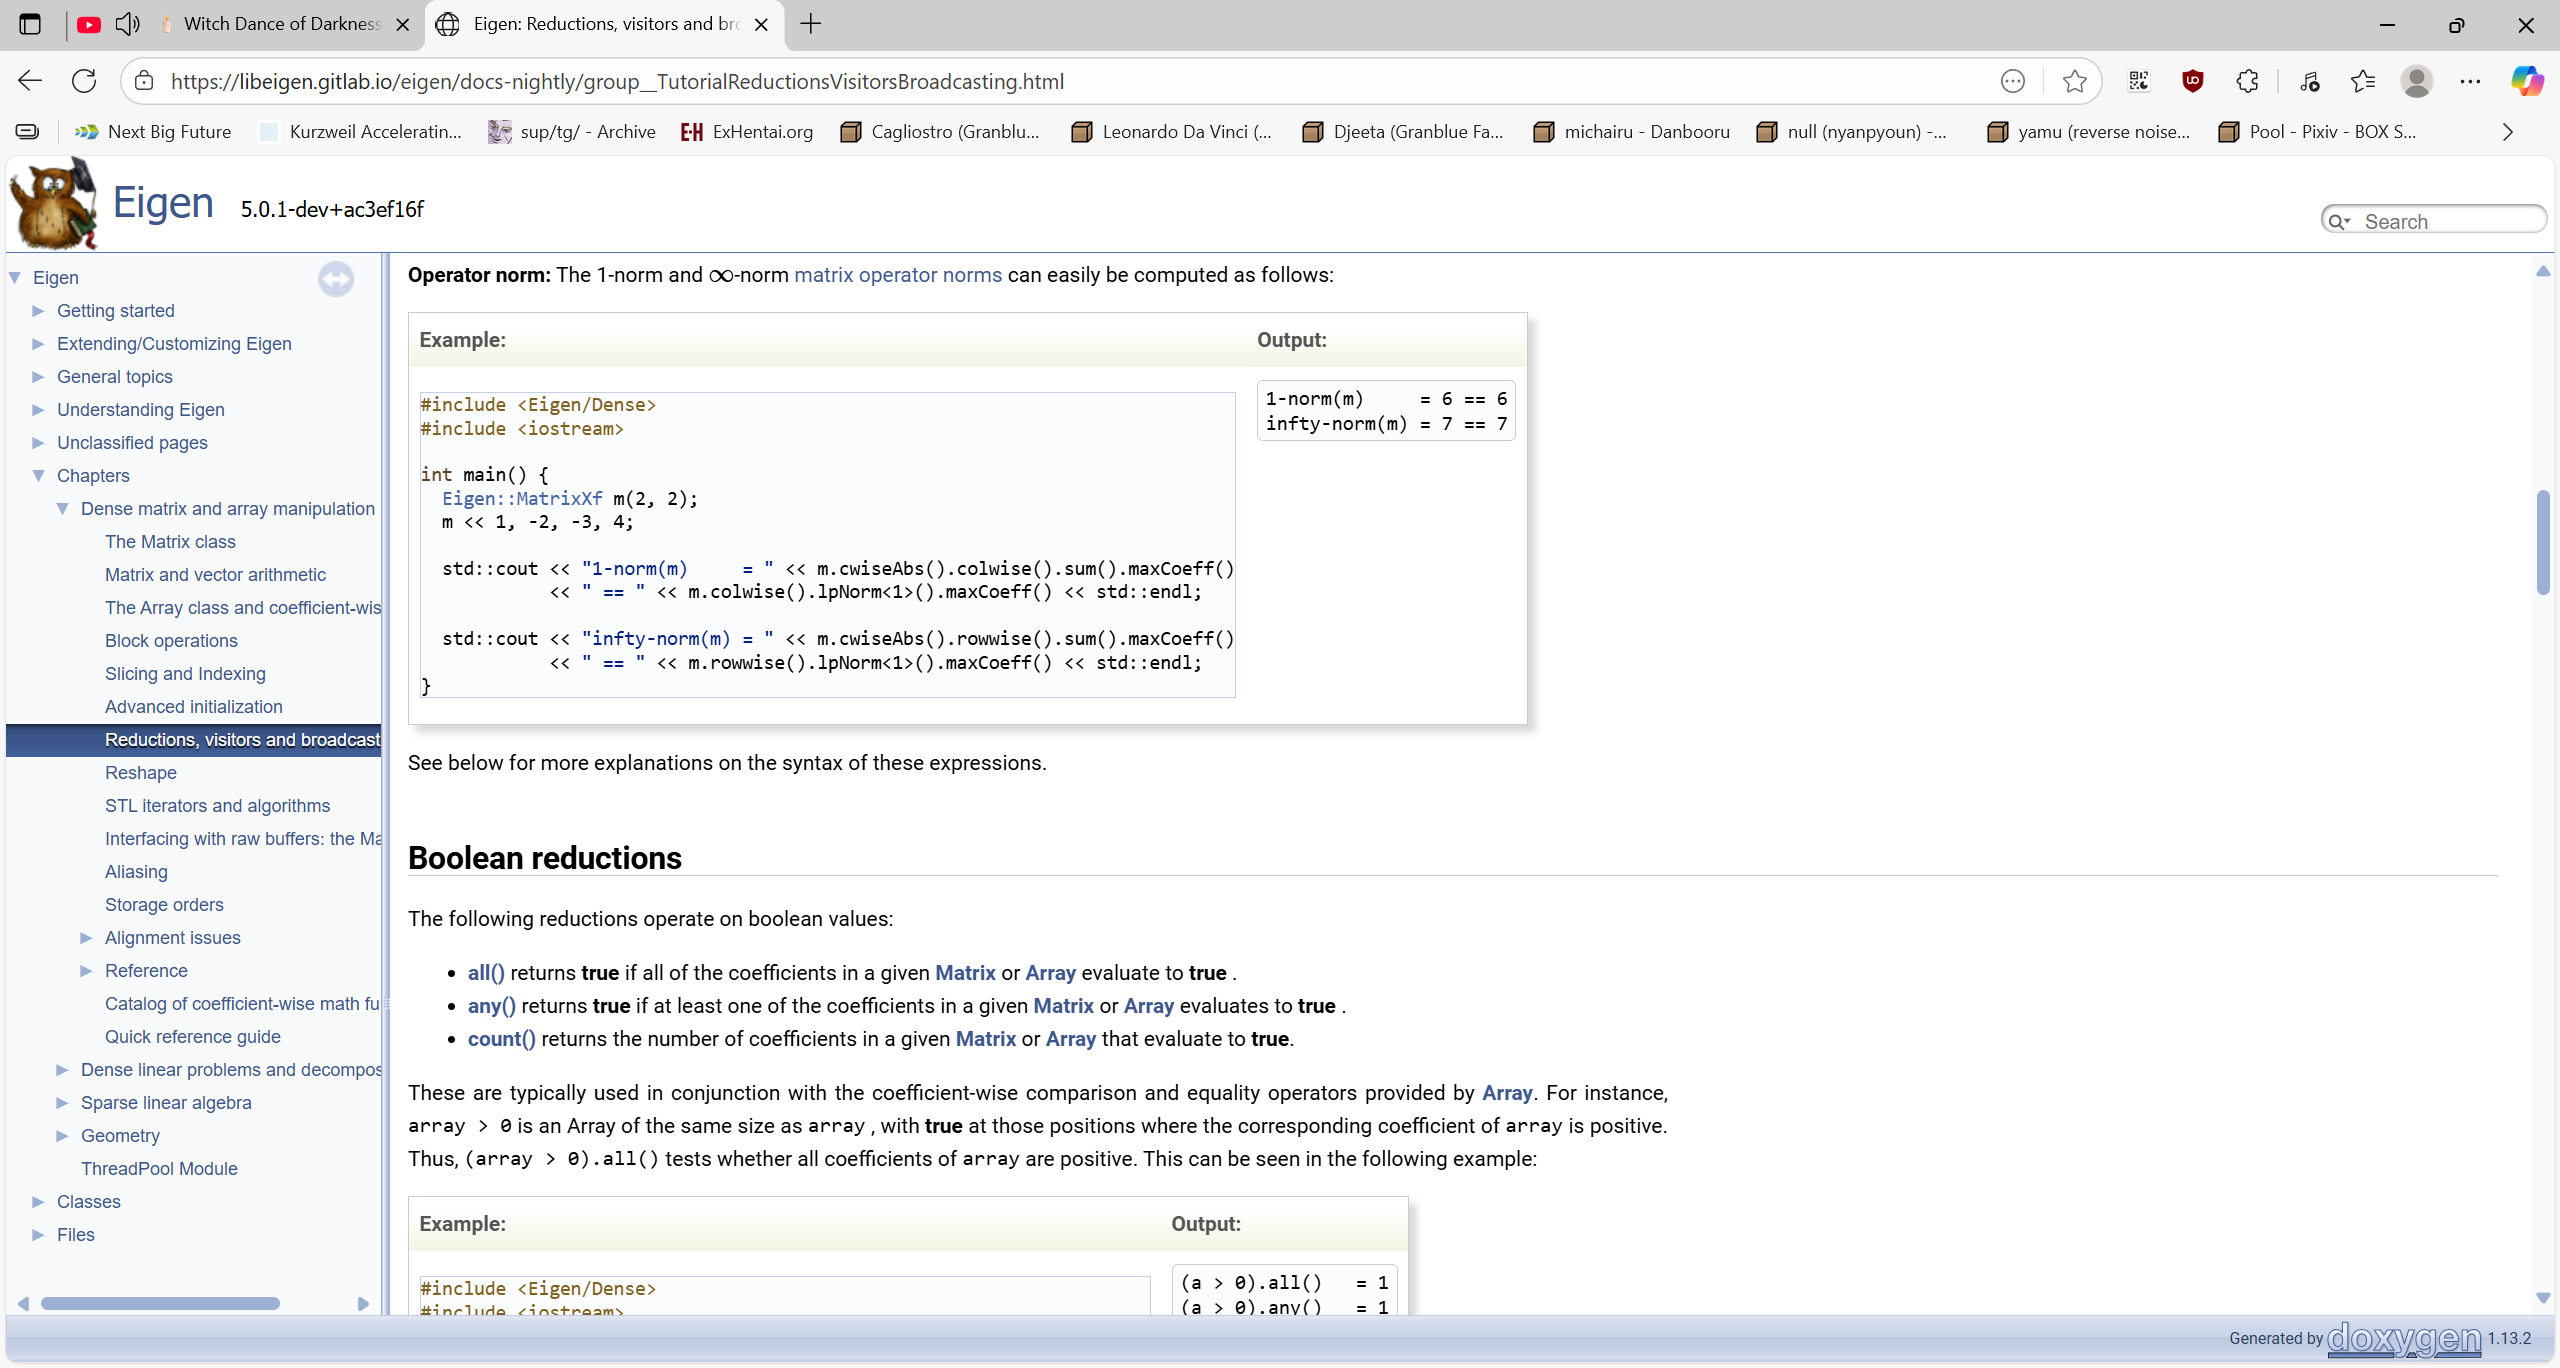 Witch Dance of Darkness
Eigen: Reductions, visitors and bro
https://libeigen.gitlab.io/eigen/docs-nightly/group__TutorialReductionsVisitorsBroadcasting.html
Next Big Future
Kurzweil Acceleratin...
sup/tg/ - Archive
E-H ExHentai.org
Cagliostro (Granblu...
Leonardo Da Vinci (...
Djeeta (Granblue Fa...
michairu - Danbooru
null (nyanpyoun) -...
yamu (reverse noise...
Pool - Pixiv - BOX S...
Eigen 5.0.1-dev+ac3ef16f
Search
Eigen
Getting started
Extending/Customizing Eigen
General topics
Understanding Eigen
Unclassified pages
Chapters
Dense matrix and array manipulation
The Matrix class
Matrix and vector arithmetic
The Array class and coefficient-wis
Block operations
Slicing and Indexing
Advanced initialization
Reductions, visitors and broadcast
Reshape
STL iterators and algorithms
Interfacing with raw buffers: the Ma
Aliasing
Storage orders
Alignment issues
Reference
Catalog of coefficient-wise math fu
Quick reference guide
Dense linear problems and decompos
Sparse linear algebra
Geometry
ThreadPool Module
Classes
Files
Operator norm: The 1-norm and ∞-norm matrix operator norms can easily be computed as follows:
Example:
#include <Eigen/Dense>
#include <iostream>
int main() {
  Eigen::MatrixXf m(2, 2);
  m << 1, -2, -3, 4;
  std::cout << "1-norm(m)     = " << m.cwiseAbs().colwise().sum().maxCoeff()
            << " == " << m.colwise().lpNorm<1>().maxCoeff() << std::endl;
  std::cout << "infty-norm(m) = " << m.cwiseAbs().rowwise().sum().maxCoeff()
            << " == " << m.rowwise().lpNorm<1>().maxCoeff() << std::endl;
}
Output:
1-norm(m)     = 6 == 6
infty-norm(m) = 7 == 7
See below for more explanations on the syntax of these expressions.
Boolean reductions
The following reductions operate on boolean values:
• all() returns true if all of the coefficients in a given Matrix or Array evaluate to true .
• any() returns true if at least one of the coefficients in a given Matrix or Array evaluates to true .
• count() returns the number of coefficients in a given Matrix or Array that evaluate to true.
These are typically used in conjunction with the coefficient-wise comparison and equality operators provided by Array. For instance,
array > 0 is an Array of the same size as array , with true at those positions where the corresponding coefficient of array is positive.
Thus, (array > 0).all() tests whether all coefficients of array are positive. This can be seen in the following example:
Example:
#include <Eigen/Dense>
#include <iostream>
Output:
(a > 0).all()   = 1
(a > 0).any()   = 1
Generated by doxygen 1.13.2